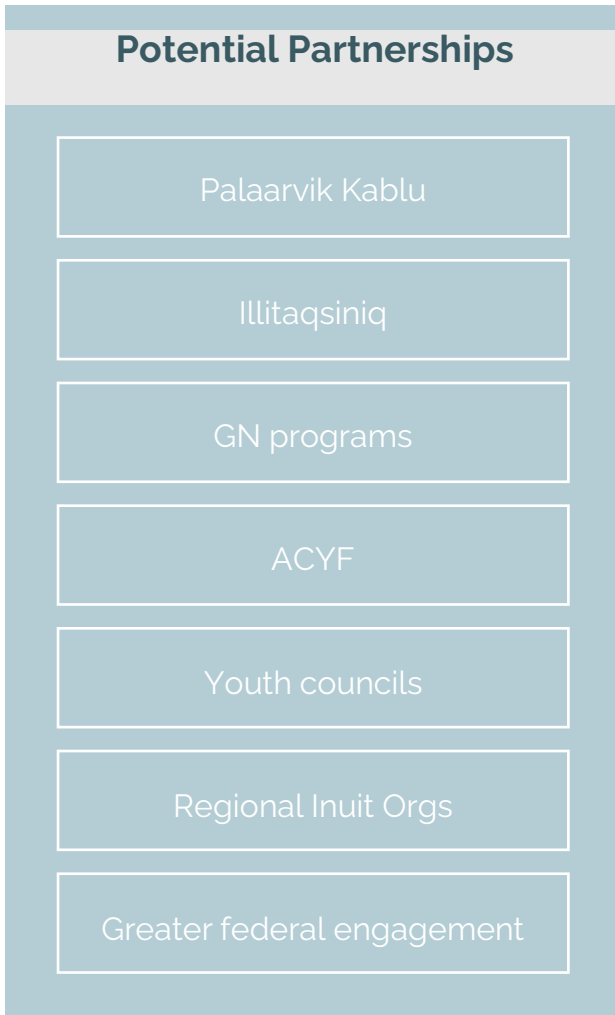 Potential Partnerships
Palaarvik Kablu
Illitaqsiniq
GN programs
ACYF
Youth councils
Regional Inuit Orgs
Greater federal engagement